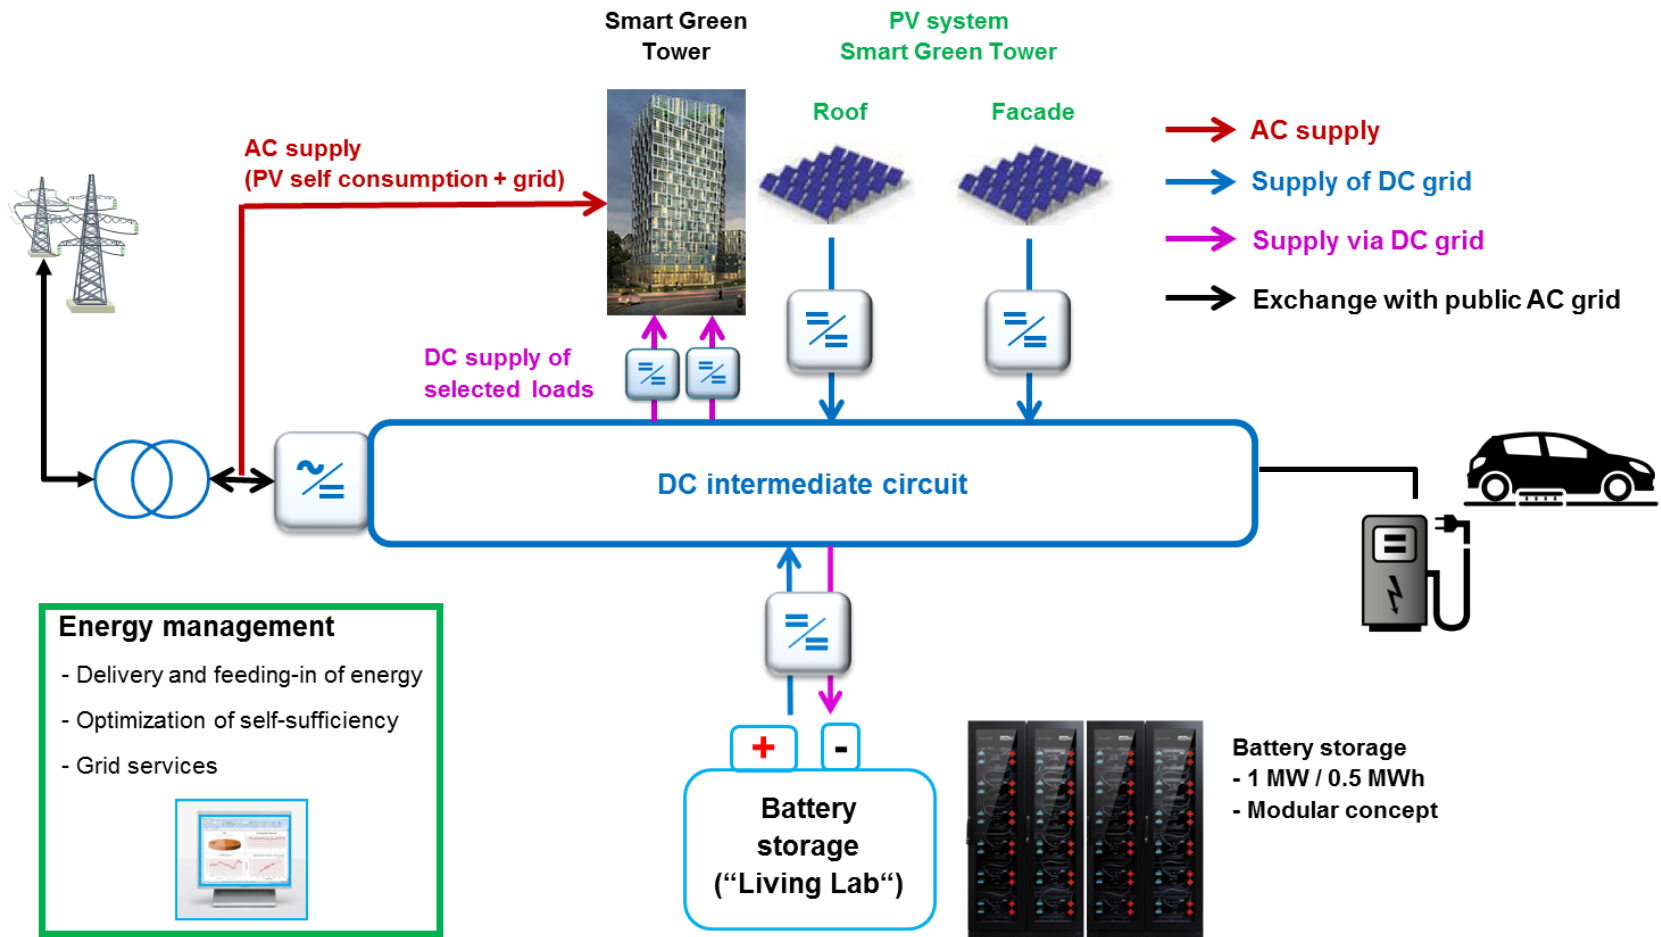 Smart Green
Tower
PV system
Smart Green Tower
Roof
Facade
AC supply
Supply of DC grid
Supply via DC grid
Exchange with public AC grid
AC supply
(PV self consumption + grid)
DC supply of
selected loads
DC intermediate circuit
Energy management
- Delivery and feeding-in of energy
- Optimization of self-sufficiency
- Grid services
+ -
Battery
storage
(“Living Lab“)
Battery storage
- 1 MW / 0.5 MWh
- Modular concept